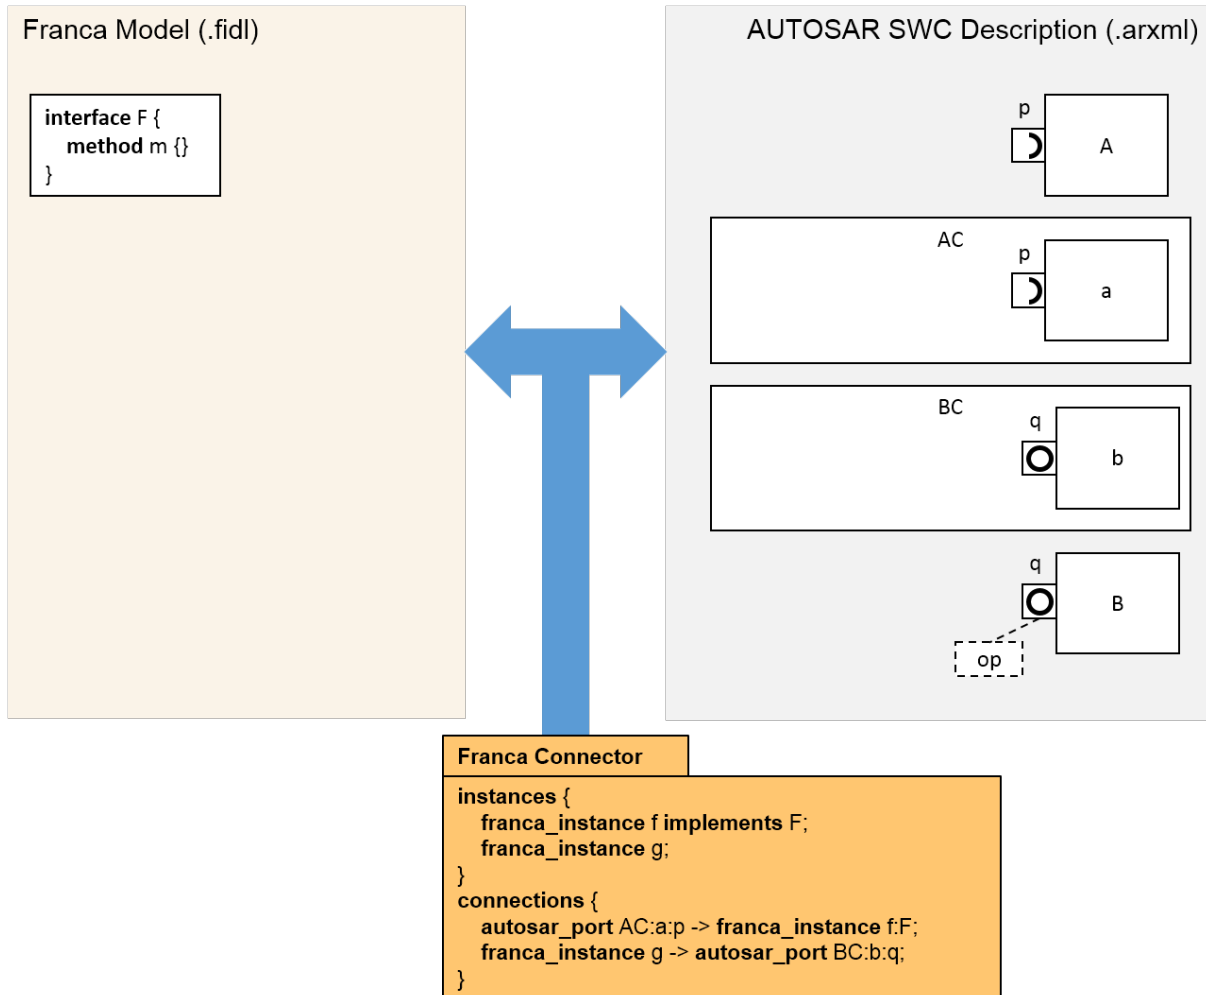 Franca Model (.fidl)
interface F {
method m {}
}
AUTOSAR SWC Description (.arxml)
p
A
AC
p
a
BC
q
b
q
B
op
Franca Connector
instances {
franca_instance f implements F;
franca_instance g;
}
connections {
autosar_port AC:a:p -> franca_instance f:F;
franca_instance g -> autosar_port BC:b:q;
}